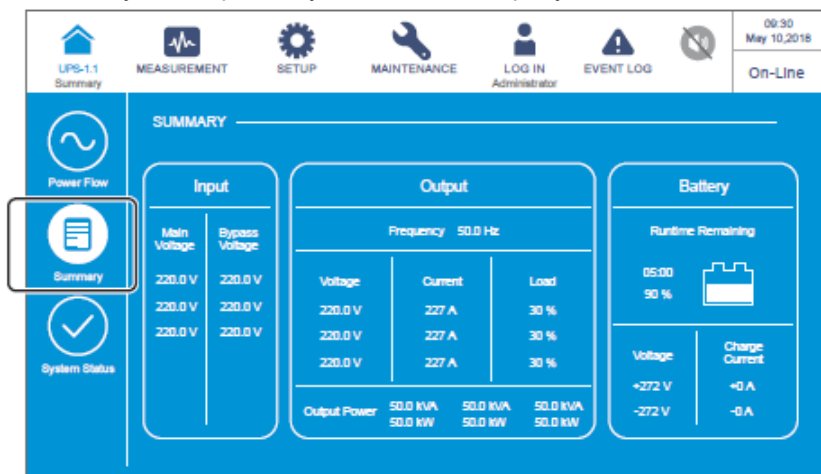 09:30
May 10,2018
UPS-1.1
Summary
MEASUREMENT
SETUP
MAINTENANCE
LOG IN
Administrator
EVENT LOG
On-Line
SUMMARY
Power Flow
Summary
System Status
Input
Main Voltage
Bypass Voltage
220.0 V 220.0 V
220.0 V 220.0 V
220.0 V 220.0 V
Output
Frequency 50.0 Hz
Voltage Current Load
220.0 V 227 A 30 %
220.0 V 227 A 30 %
220.0 V 227 A 30 %
Output Power 50.0 kVA 50.0 kVA 50.0 kVA
50.0 kW 50.0 kW 50.0 kW
Battery
Runtime Remaining
05:00
90 %
Voltage
Charge Current
+272 V +0 A
-272 V -0 A